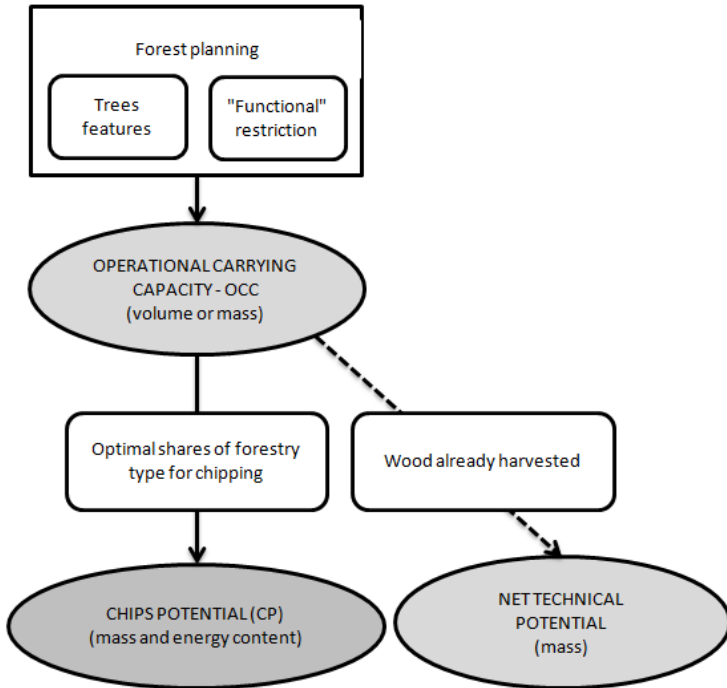 Forest planning
Trees
features
"Functional"
restriction
OPERATIONAL CARRYING
CAPACITY - OCC
(volume or mass)
Optimal shares of forestry
type for chipping
Wood already harvested
CHIPS POTENTIAL (CP)
(mass and energy content)
NET TECHNICAL
POTENTIAL
(mass)